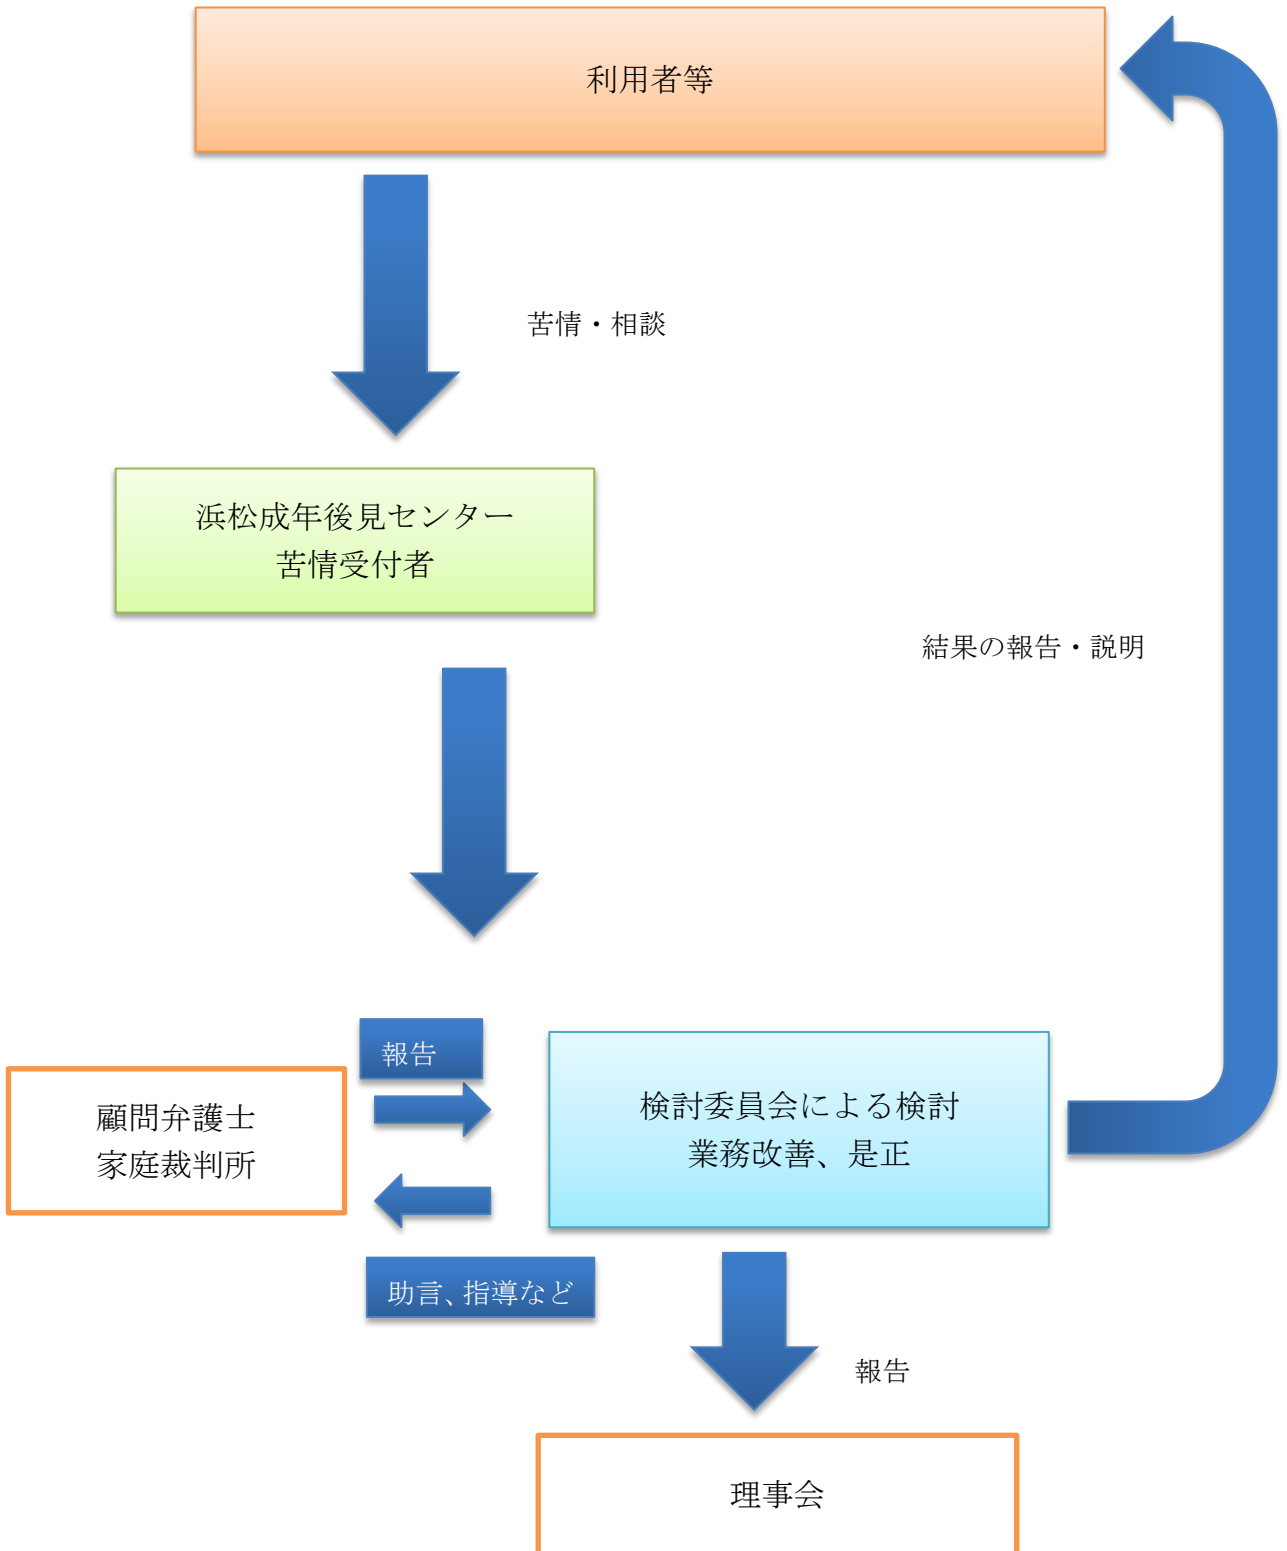 利用者等
苦情・相談
浜松成年後見センター
苦情受付者
結果の報告・説明
報告
顧問弁護士
家庭裁判所
検討委員会による検討
業務改善、是正
助言、指導など
報告
理事会